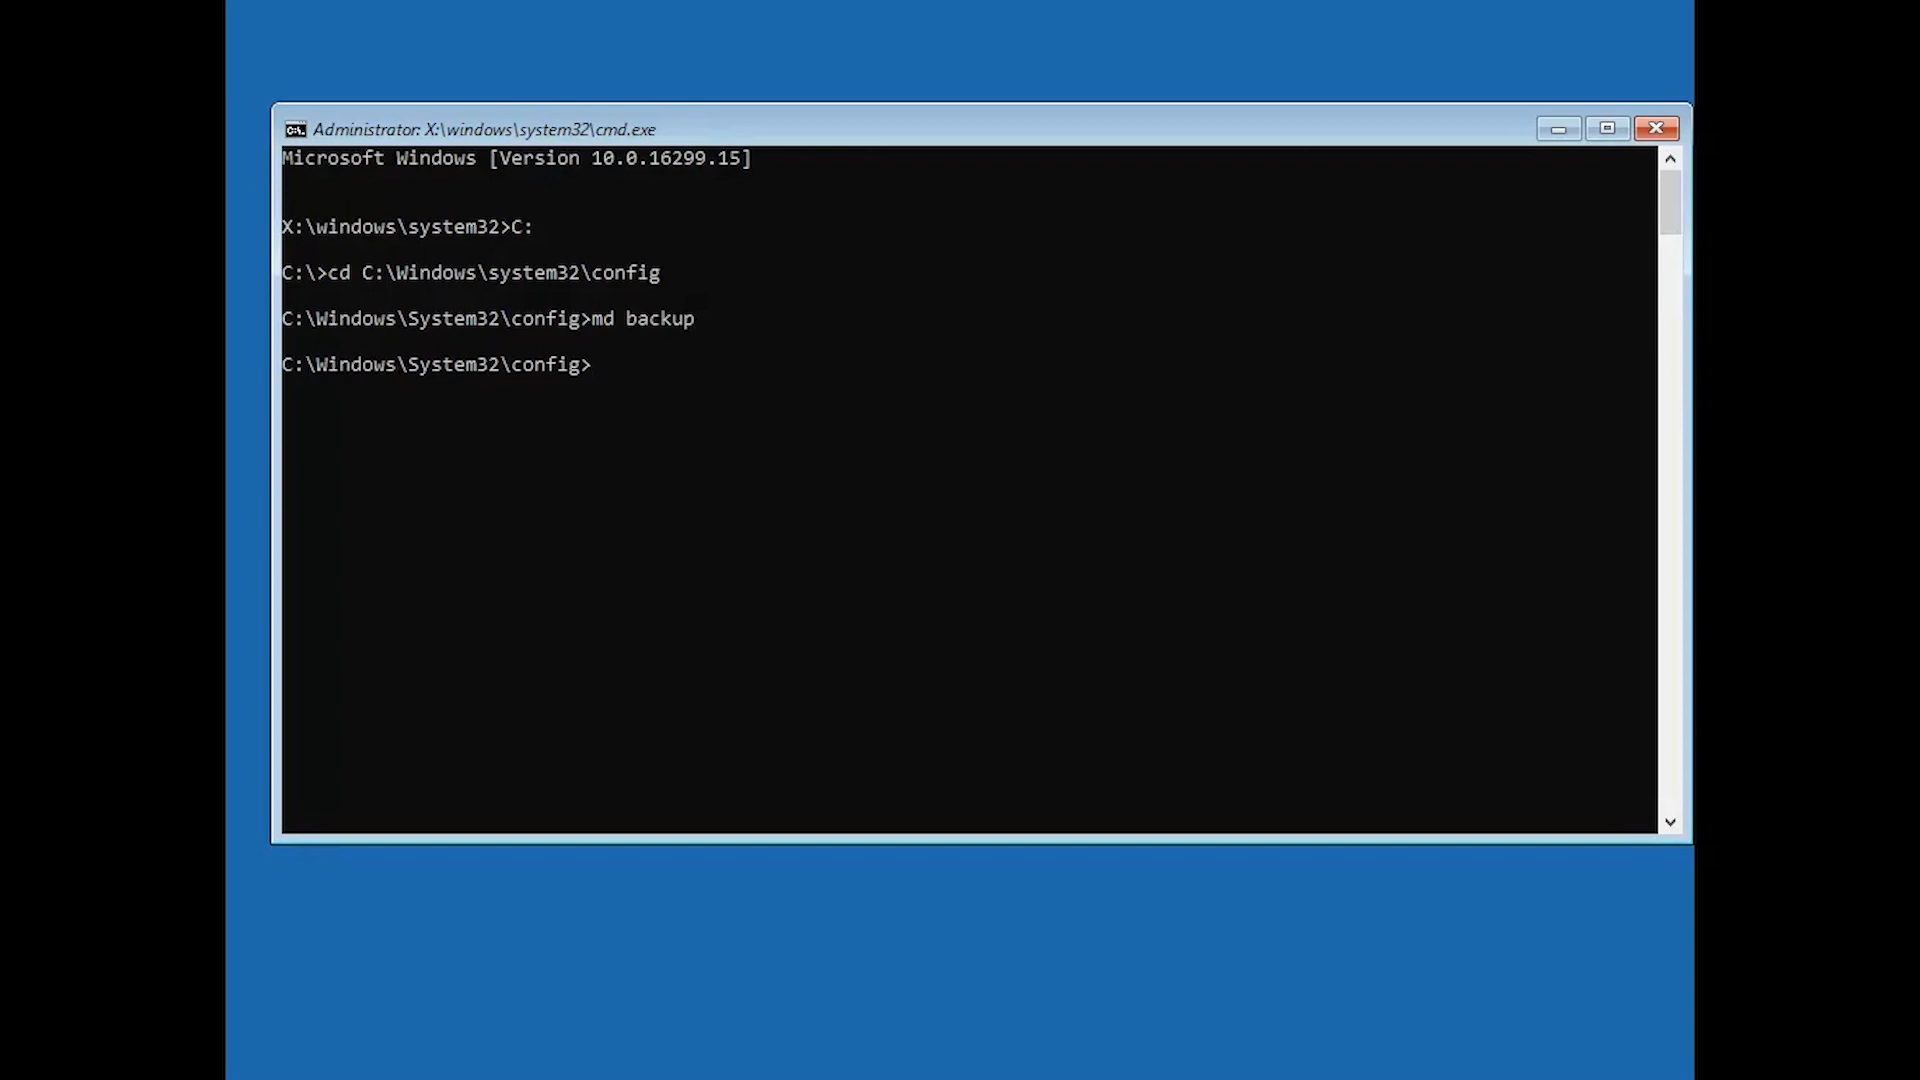 Administrator: X:\windows\system32\cmd.exe
Microsoft Windows [Version 10.0.16299.15]
X:\windows\system32>C:
C:\>cd C:\Windows\system32\config
C:\Windows\System32\config>md backup
C:\Windows\System32\config>